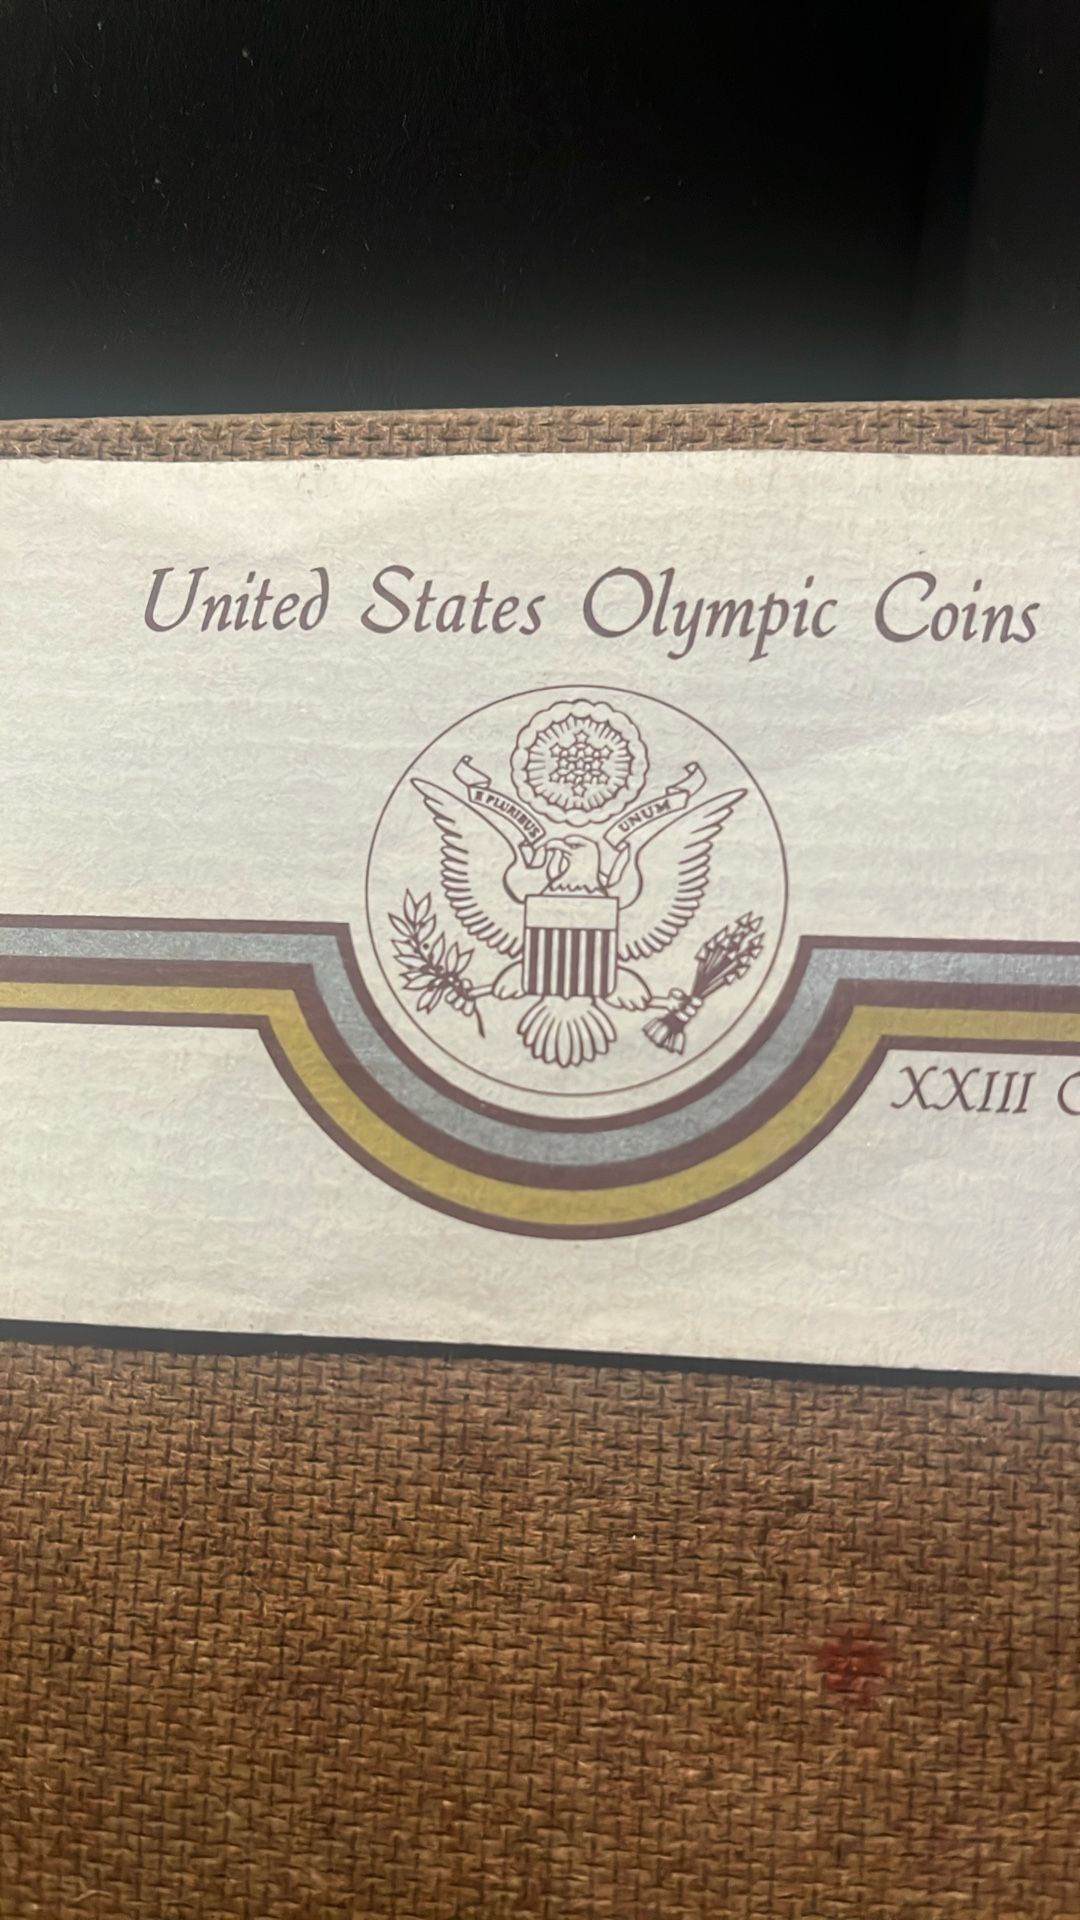 United States Olympic Coins
E PLURIBUS UNUM
XXIII